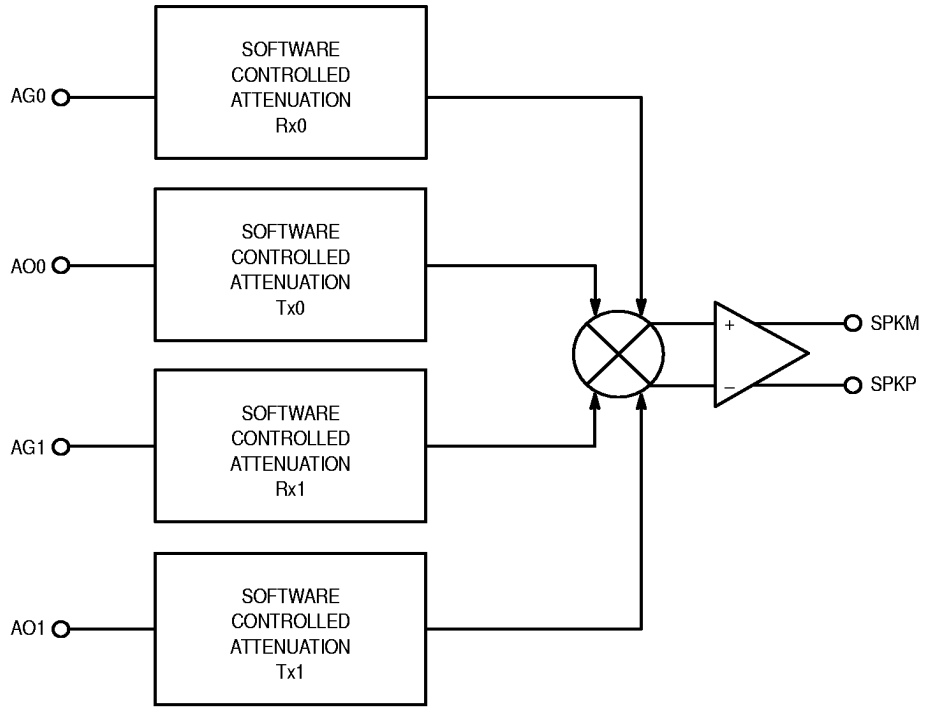 AG0
SOFTWARE
CONTROLLED
ATTENUATION
Rx0
AO0
SOFTWARE
CONTROLLED
ATTENUATION
Tx0
+
SPKM
–
SPKP
AG1
SOFTWARE
CONTROLLED
ATTENUATION
Rx1
AO1
SOFTWARE
CONTROLLED
ATTENUATION
Tx1